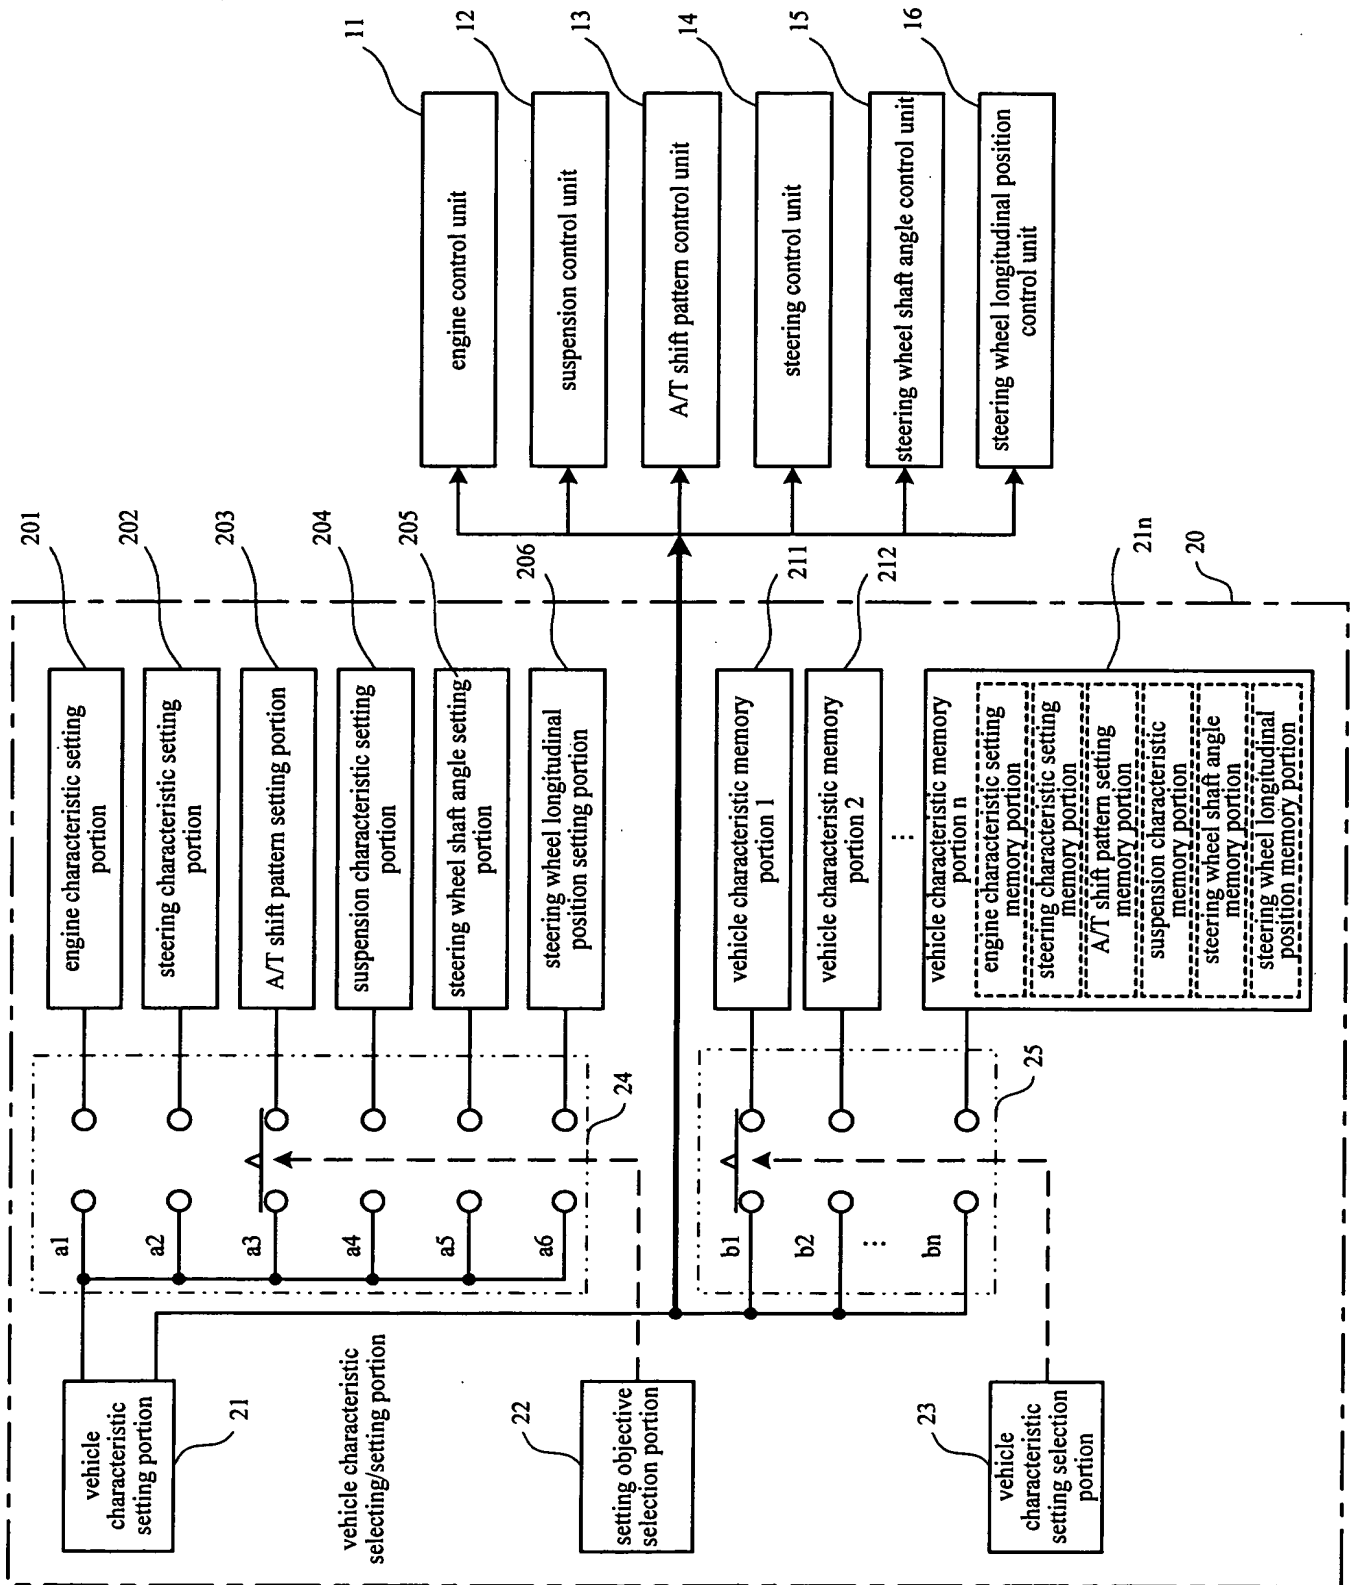 11
12
13
14
15
16
engine control unit
suspension control unit
A/T shift pattern control unit
steering control unit
steering wheel shaft angle control unit
steering wheel longitudinal position
control unit
201
202
203
204
205
206
211
212
21n
20
engine characteristic setting
portion
steering characteristic setting
portion
A/T shift pattern setting portion
suspension characteristic setting
portion
steering wheel shaft angle setting
portion
steering wheel longitudinal
position setting portion
vehicle characteristic memory
portion 1
vehicle characteristic memory
portion 2
...
vehicle characteristic memory
portion n
engine characteristic setting
memory portion
steering characteristic setting
memory portion
A/T shift pattern setting
memory portion
suspension characteristic
memory portion
steering wheel shaft angle
memory portion
steering wheel longitudinal
position memory portion
24
25
a1
a2
a3
a4
a5
a6
b1
b2
...
bn
vehicle
characteristic
setting portion
21
vehicle characteristic
selecting/setting portion
setting objective
selection portion
22
vehicle
characteristic
setting selection
portion
23